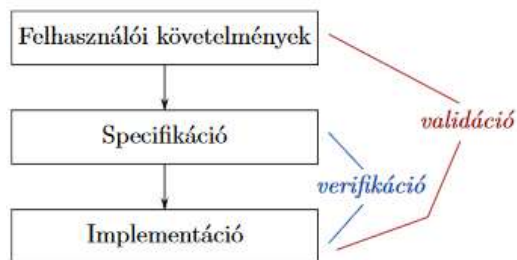 Felhasználói követelmények
validáció
Specifikáció
verifikáció
Implementáció